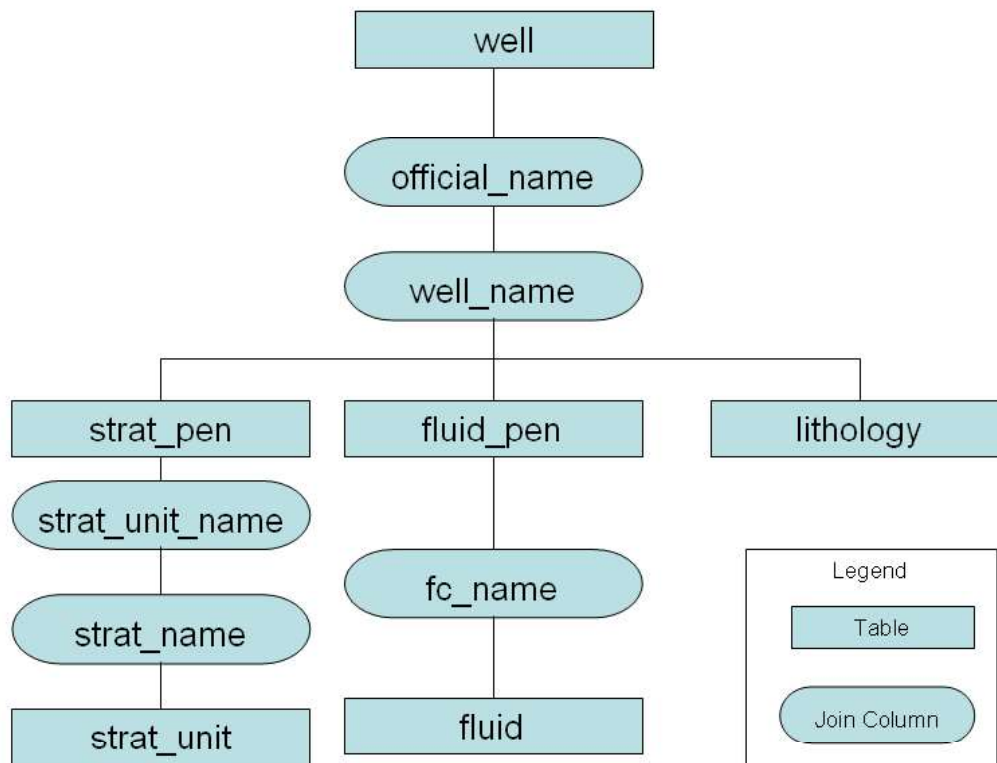 well
official_name
well_name
strat_pen
fluid_pen
lithology
strat_unit_name
fc_name
strat_name
strat_unit
fluid
Legend
Table
Join Column